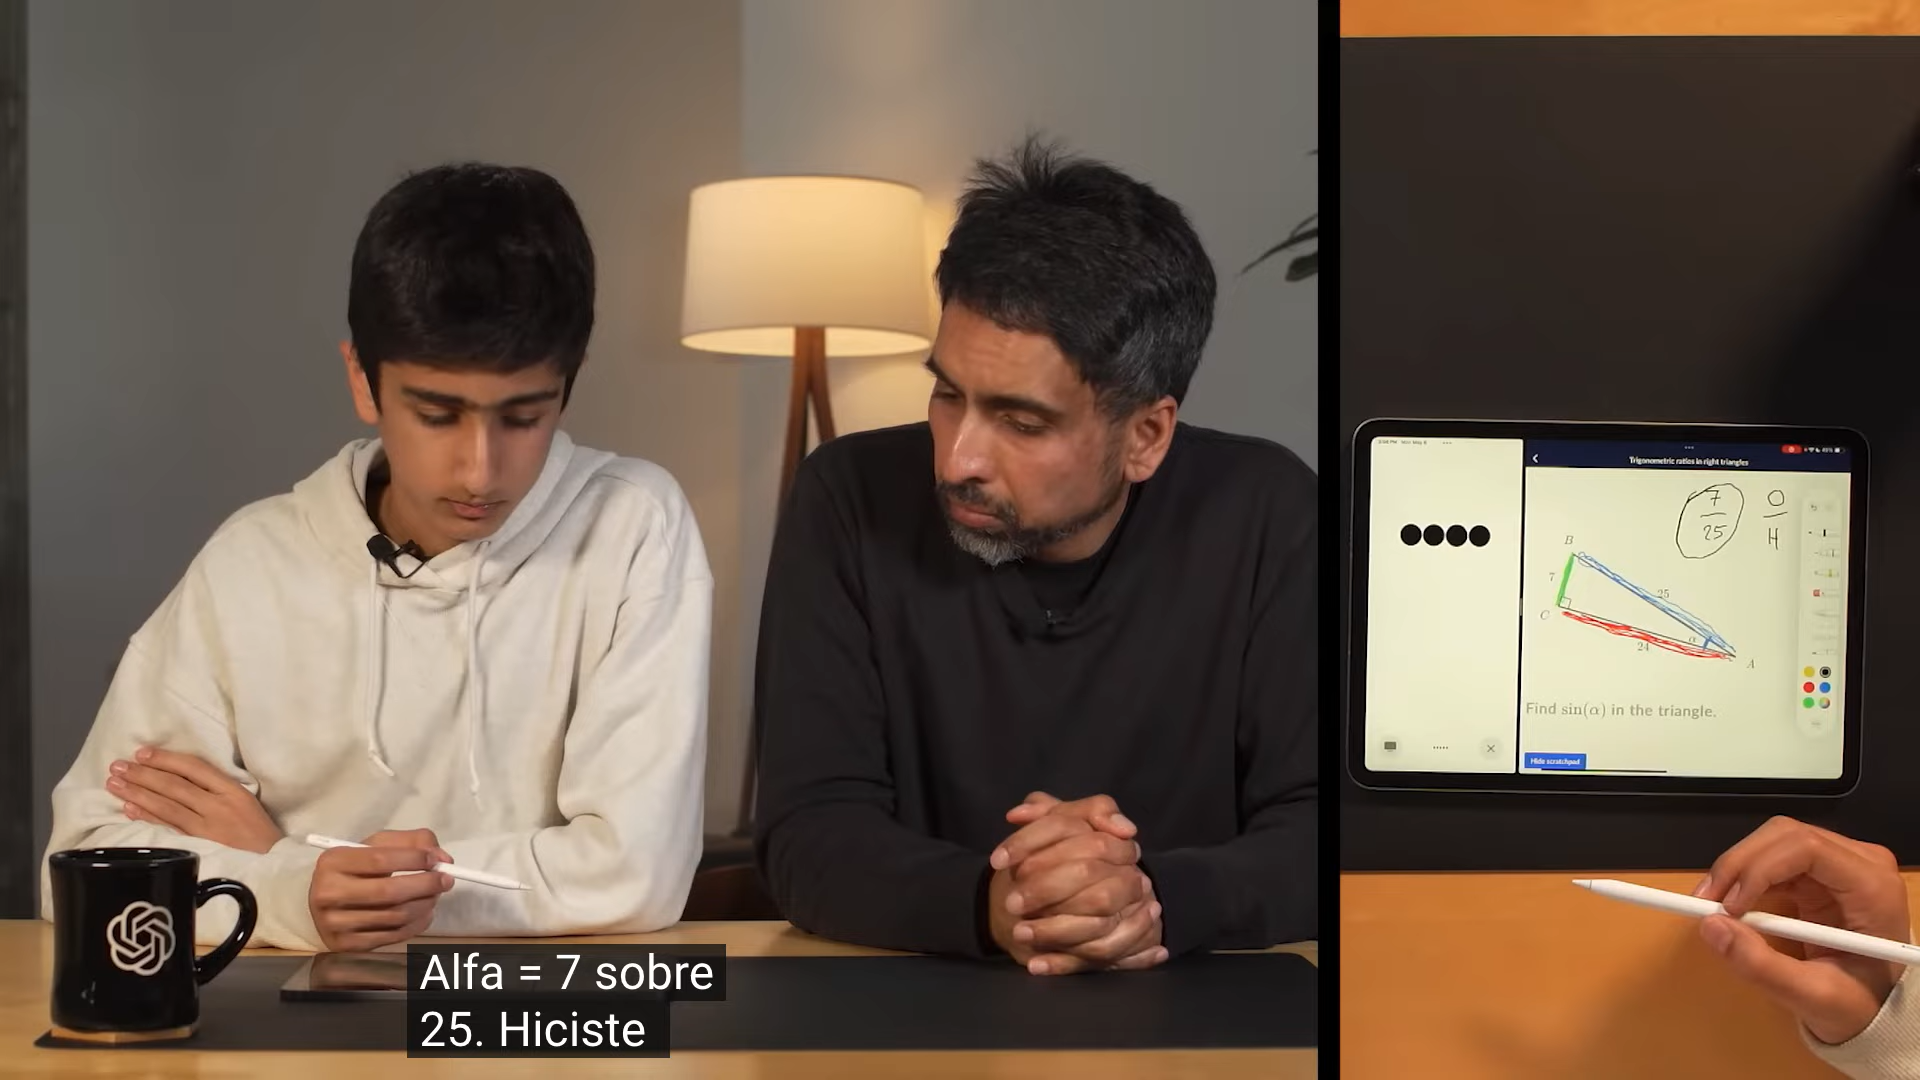 Trigonometric ratios in right triangles
7
25
O
H
B
7
25
C
α
24
A
Find sin(α) in the triangle.
Hide scratchpad
Alfa = 7 sobre
25. Hiciste